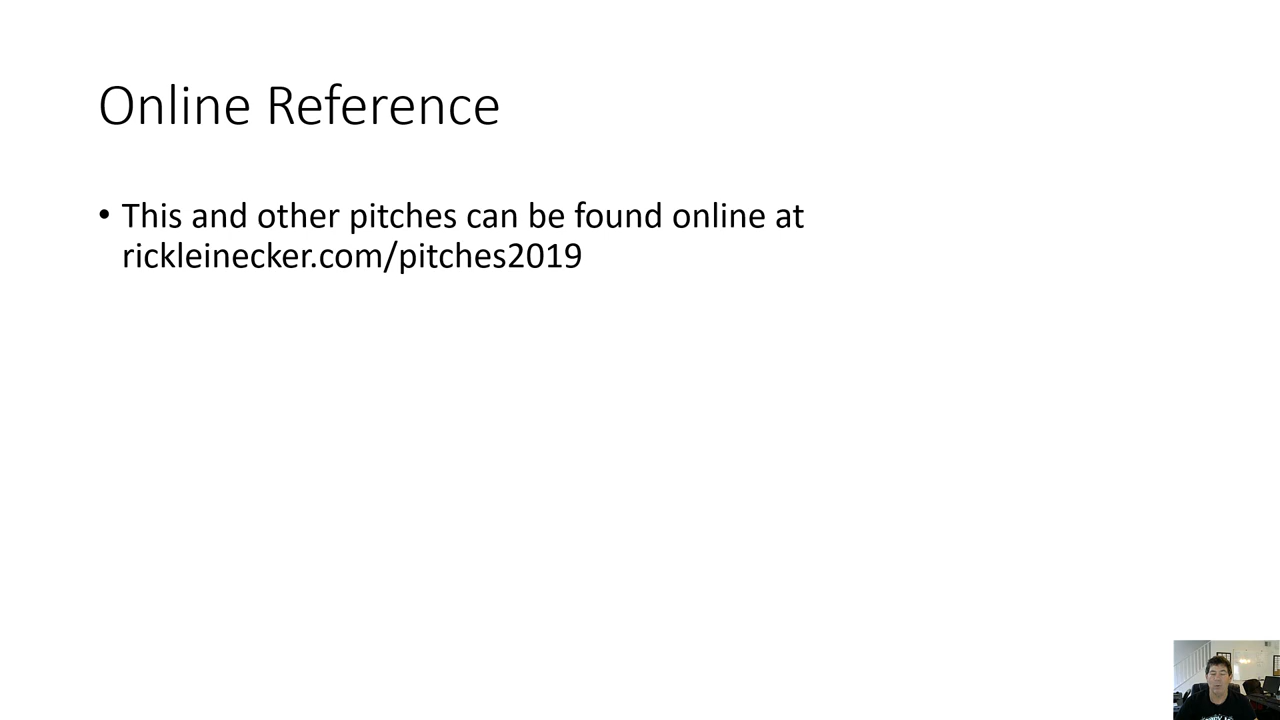 Online Reference
• This and other pitches can be found online at
rickleinecker.com/pitches2019